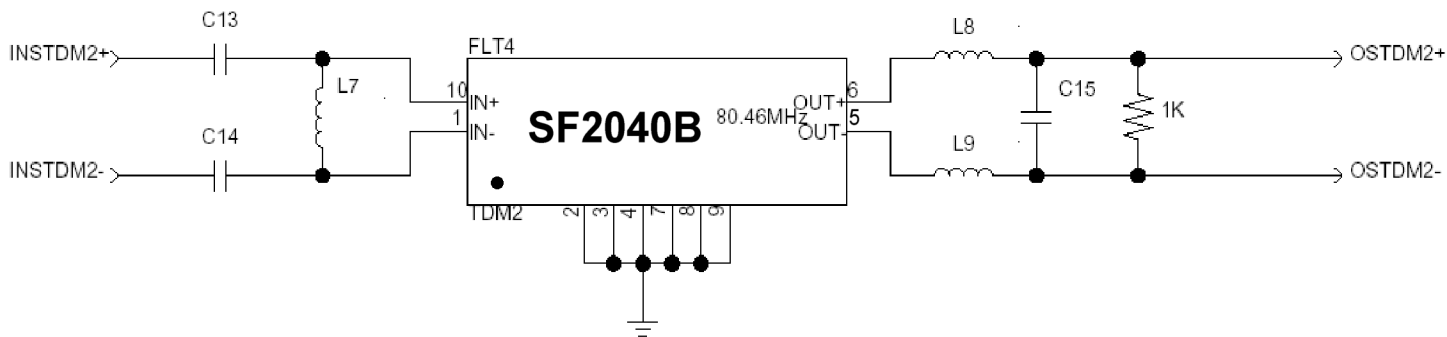 C13
INSTDM2+
L7
C14
INSTDM2-
FLT4
10
IN+
1
IN-
SF2040B
80.46MHz
OUT+
6
OUT-
5
TDM2
2
3
4
7
8
9
L8
L9
C15
1K
OSTDM2+
OSTDM2-